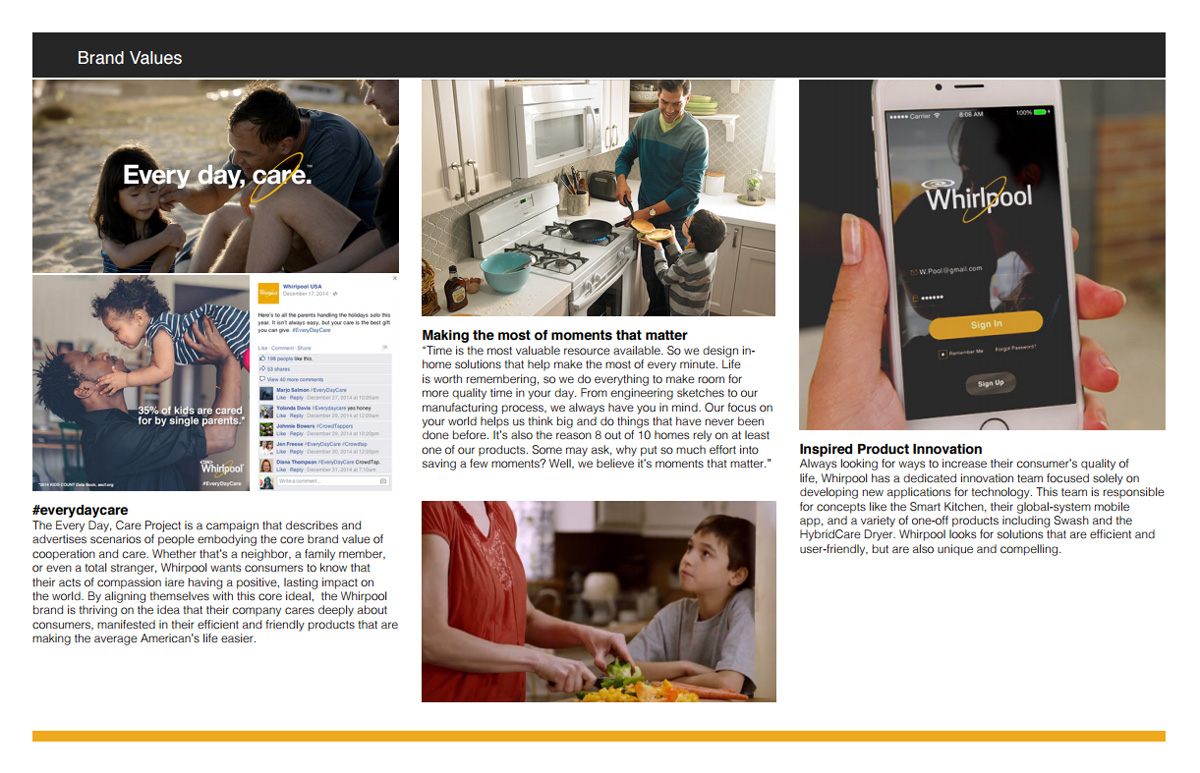 Brand Values
Every day, care.™
35% of kids are cared
for by single parents.*
Whirlpool
#EveryDayCare
*2014 KIDS COUNT Data Book, aecf.org
Whirlpool USA
December 17, 2014
Here's to all the parents handling the holidays solo this
year. It isn't always easy, but your care is the best gift
you can give. #EveryDayCare
Like · Comment · Share
198 people like this.
53 shares
View 40 more comments
Marjo Salmon #EveryDayCare
Like · Reply · December 27, 2014 at 10:00am
Yolanda Davis #Everydaycare yes honey
Like · Reply · December 29, 2014 at 12:00am
Johnnie Bowers #CrowdTappers
Like · Reply · December 29, 2014 at 10:20pm
Jen Freese #EveryDayCare #Crowdtap
Like · Reply · December 30, 2014 at 12:00pm
Diana Thompson #EveryDayCare CrowdTap.
Like · Reply · December 31, 2014 at 7:10am
Write a comment...
#everydaycare
The Every Day, Care Project is a campaign that describes and
advertises scenarios of people embodying the core brand value of
cooperation and care. Whether that's a neighbor, a family member,
or even a total stranger, Whirpool wants consumers to know that
their acts of compassion iare having a positive, lasting impact on
the world. By aligning themselves with this core ideal,  the Whirpool
brand is thriving on the idea that their company cares deeply about
consumers, manifested in their efficient and friendly products that are
making the average American's life easier.
Making the most of moments that matter
"Time is the most valuable resource available. So we design in-
home solutions that help make the most of every minute. Life
is worth remembering, so we do everything to make room for
more quality time in your day. From engineering sketches to our
manufacturing process, we always have you in mind. Our focus on
your world helps us think big and do things that have never been
done before. It's also the reason 8 out of 10 homes rely on at least
one of our products. Some may ask, why put so much effort into
saving a few moments? Well, we believe it's moments that matter."
Carrier 8:08 AM 100%
Whirlpool
W.Pool@gmail.com
Sign In
Remember Me Forgot Password?
Sign Up
Inspired Product Innovation
Always looking for ways to increase their consumer's quality of
life, Whirpool has a dedicated innovation team focused solely on
developing new applications for technology. This team is responsible
for concepts like the Smart Kitchen, their global-system mobile
app, and a variety of one-off products including Swash and the
HybridCare Dryer. Whirpool looks for solutions that are efficient and
user-friendly, but are also unique and compelling.